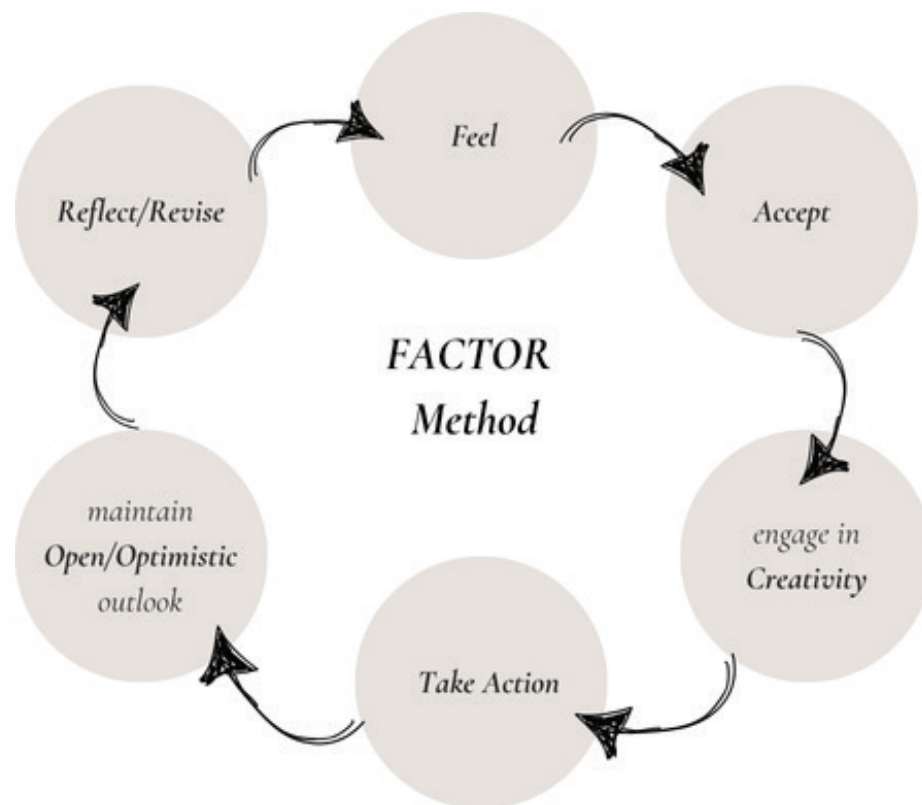 Feel
Accept
engage in
Creativity
Take Action
maintain
Open/Optimistic
outlook
Reflect/Revise
FACTOR
Method